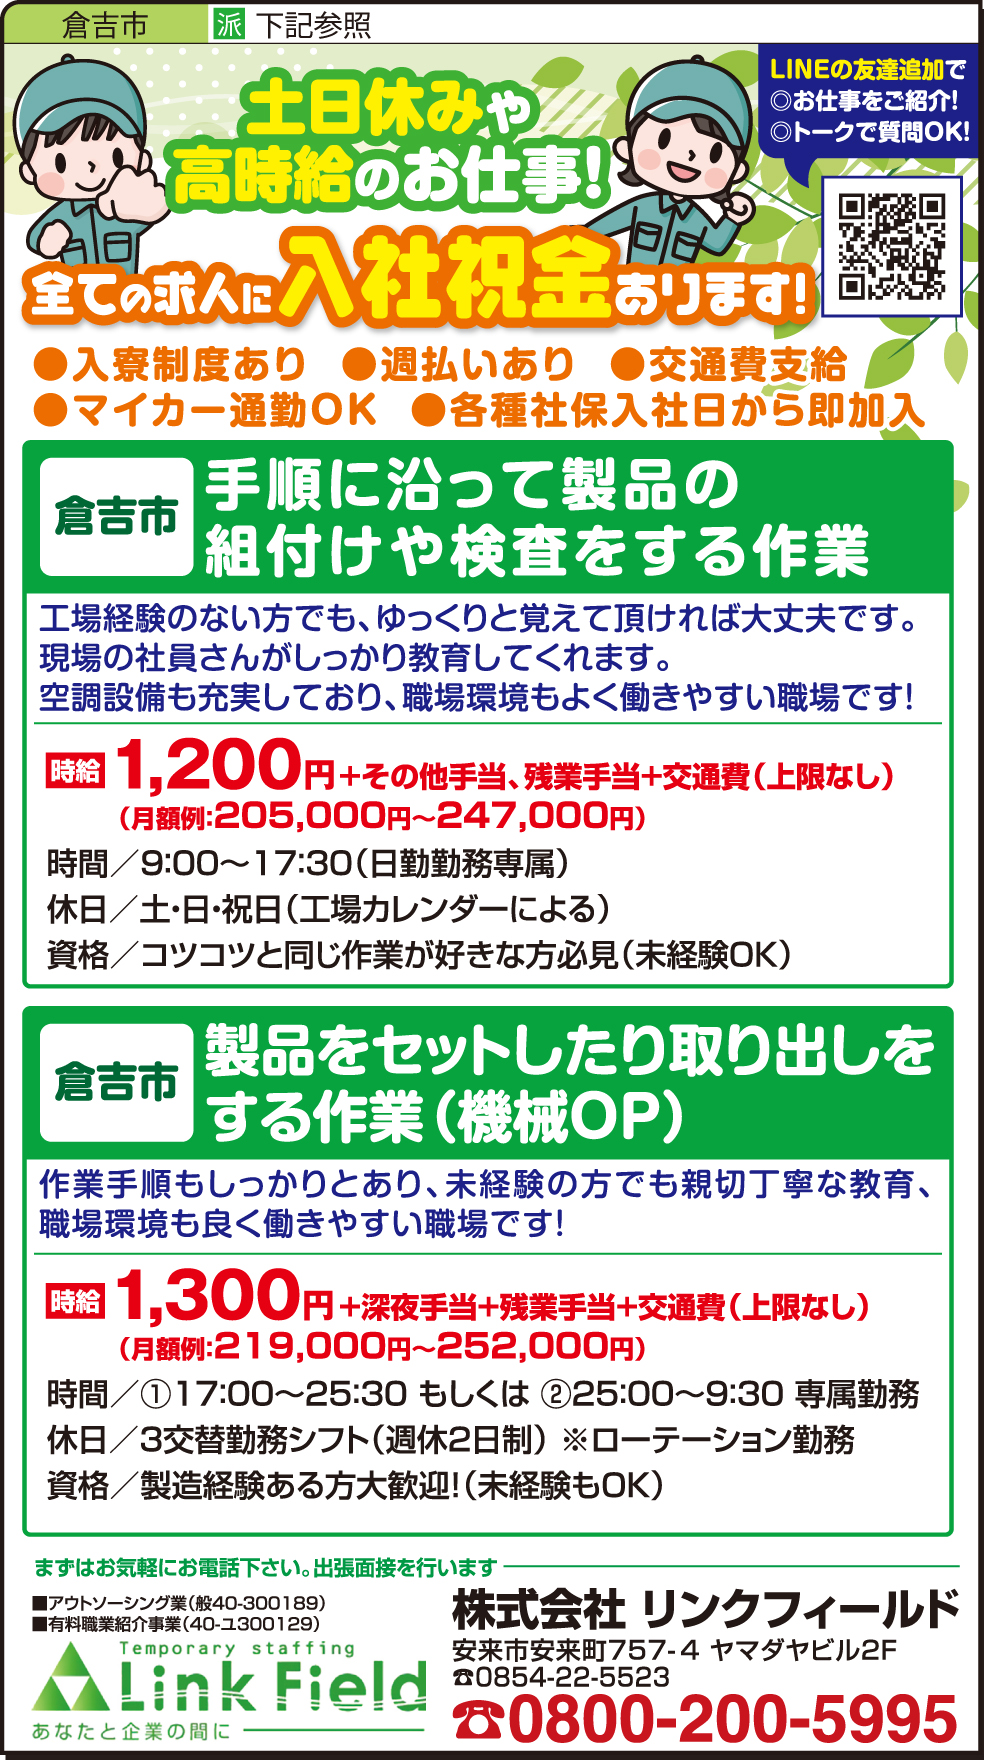 倉吉市 派 下記参照
LINEの友達追加で
◎お仕事をご紹介!
◎トークで質問OK!
土日休みや
高時給のお仕事!
全ての求人に入社祝金あります!
●入寮制度あり ●週払いあり ●交通費支給
●マイカー通勤OK ●各種社保入社日から即加入
倉吉市
手順に沿って製品の
組付けや検査をする作業
工場経験のない方でも、ゆっくりと覚えて頂ければ大丈夫です。
現場の社員さんがしっかり教育してくれます。
空調設備も充実しており、職場環境もよく働きやすい職場です!
時給 1,200円+その他手当、残業手当+交通費(上限なし)
(月額例:205,000円〜247,000円)
時間/9:00〜17:30(日勤勤務専属)
休日/土・日・祝日(工場カレンダーによる)
資格/コツコツと同じ作業が好きな方必見(未経験OK)
倉吉市
製品をセットしたり取り出しを
する作業(機械OP)
作業手順もしっかりとあり、未経験の方でも親切丁寧な教育、
職場環境も良く働きやすい職場です!
時給 1,300円+深夜手当+残業手当+交通費(上限なし)
(月額例:219,000円〜252,000円)
時間/①17:00〜25:30 もしくは ②25:00〜9:30 専属勤務
休日/3交替勤務シフト(週休2日制) ※ローテーション勤務
資格/製造経験ある方大歓迎!(未経験もOK)
まずはお気軽にお電話下さい。出張面接を行います
■アウトソーシング業(般40-300189)
■有料職業紹介事業(40-ユ300129)
Temporary staffing
Link Field
あなたと企業の間に
株式会社 リンクフィールド
安来市安来町757-4 ヤマダヤビル2F
☎0854-22-5523
☎0800-200-5995